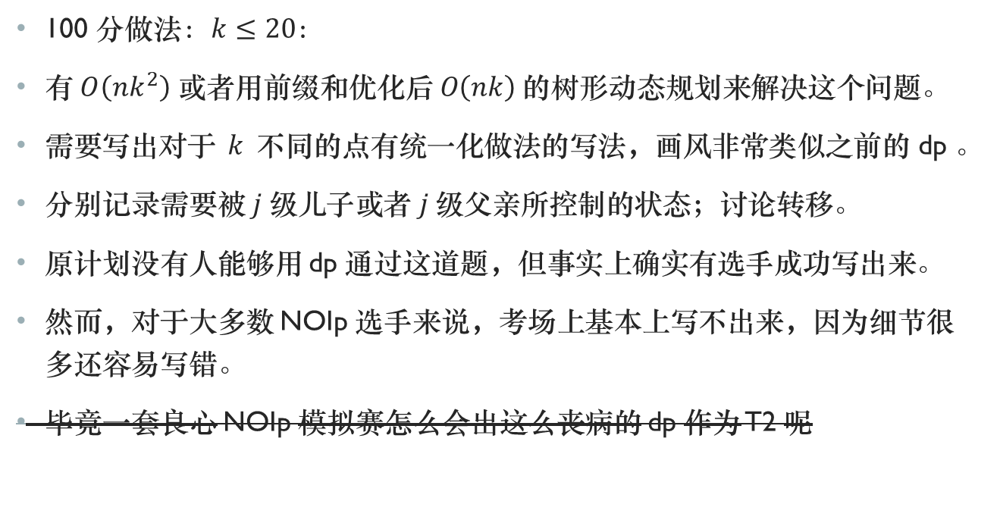 • 100 分做法：k ≤ 20：
• 有 O(nk²) 或者用前缀和优化后 O(nk) 的树形动态规划来解决这个问题。
• 需要写出对于 k 不同的点有统一化做法的写法，画风非常类似之前的 dp 。
• 分别记录需要被 j 级儿子或者 j 级父亲所控制的状态；讨论转移。
• 原计划没有人能够用 dp 通过这道题，但事实上确实有选手成功写出来。
• 然而，对于大多数 NOIp 选手来说，考场上基本上写不出来，因为细节很
多还容易写错。
• 毕竟一套良心 NOIp 模拟赛怎么会出这么丧病的 dp 作为 T2 呢